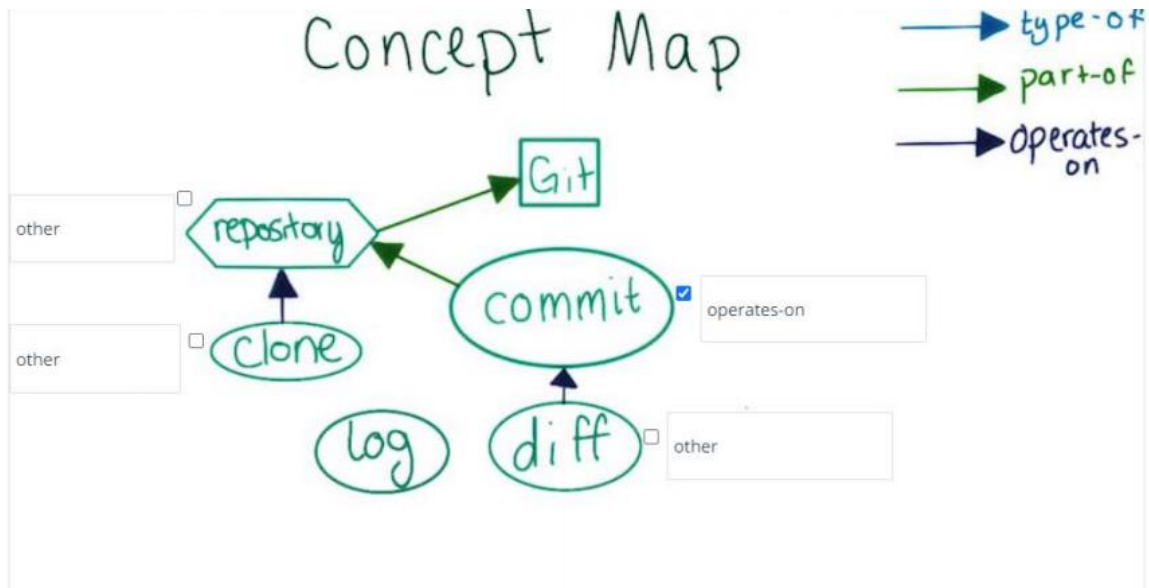 Concept Map
type-of
part-of
operates-
on
Git
other
repository
commit
operates-on
other
clone
log
diff
other